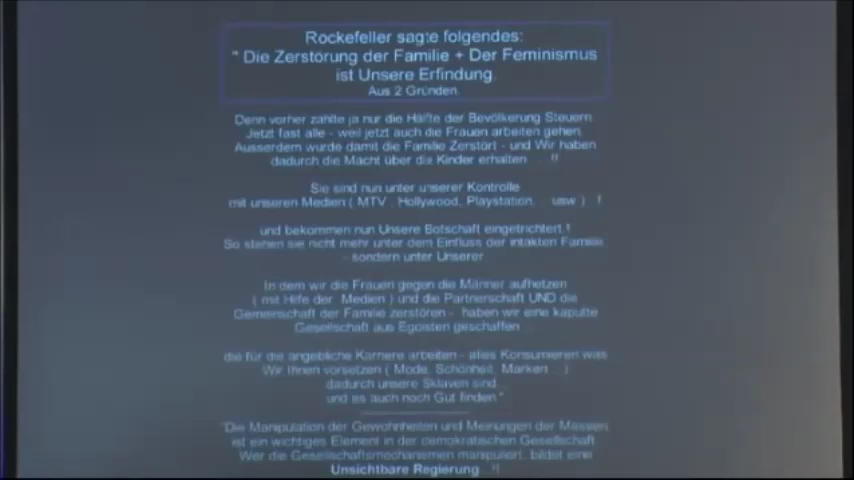 Rockefeller sagte folgendes:
" Die Zerstörung der Familie + Der Feminismus
ist Unsere Erfindung.
Aus 2 Gründen.
Denn vorher zahlte ja nur die Hälfte der Bevölkerung Steuern.
Jetzt fast alle - weil jetzt auch die Frauen arbeiten gehen.
Ausserdem wurde damit die Familie Zerstört - und Wir haben
dadurch die Macht über die Kinder erhalten ... !!
Sie sind nun unter unserer Kontrolle
mit unseren Medien ( MTV , Hollywood, Playstation, ... usw ) !
und bekommen nun Unsere Botschaft eingetrichtert.!
So stehen sie nicht mehr unter dem Einfluss der intakten Familie
- sondern unter Unserer
In dem wir die Frauen gegen die Männer aufhetzen
( mit Hilfe der Medien ) und die Partnerschaft UND die
Gemeinschaft der Familie zerstören - haben wir eine kaputte
Gesellschaft aus Egoisten geschaffen
die für die angebliche Karriere arbeiten - alles Konsumieren was
Wir Ihnen vorsetzen ( Mode, Schönheit, Marken ...)
dadurch unsere Sklaven sind...
und es auch noch Gut finden."
"Die Manipulation der Gewohnheiten und Meinungen der Massen
ist ein wichtiges Element in der demokratischen Gesellschaft.
Wer die Gesellschaftsmechanismen manipuliert, bildet eine
Unsichtbare Regierung ..."!